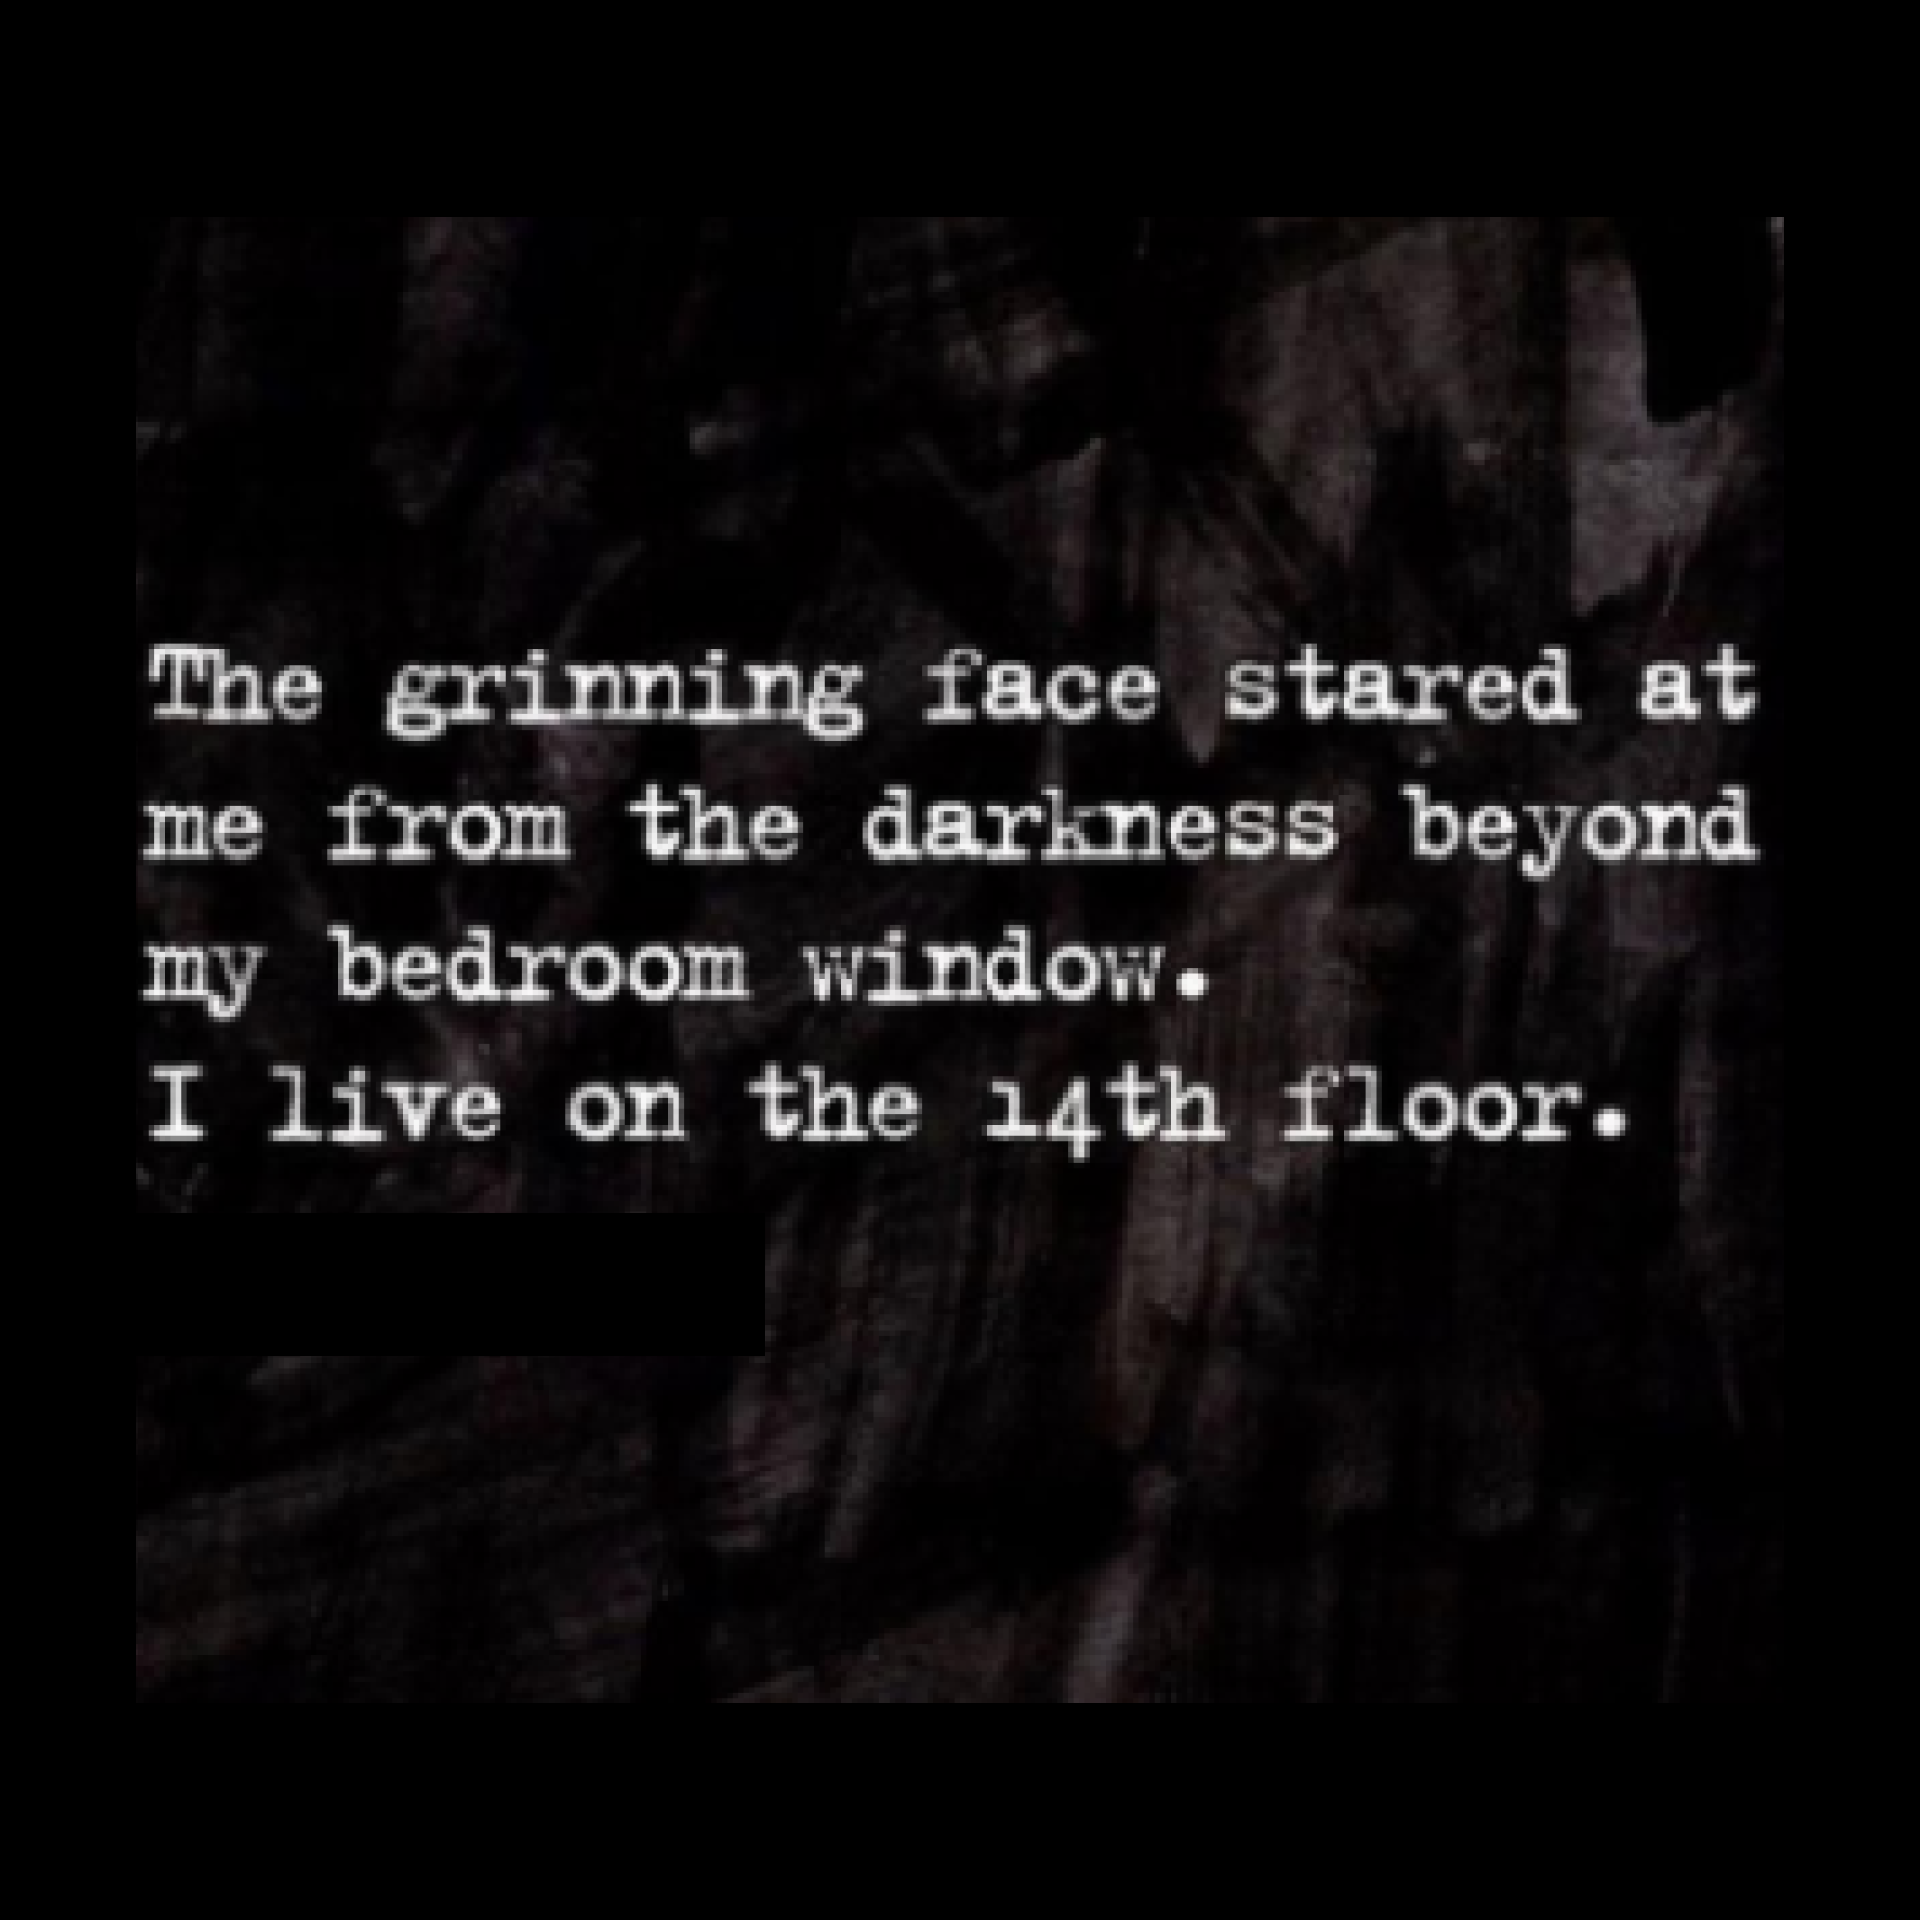 The grinning face stared at
me from the darkness beyond
my bedroom window.
I live on the 14th floor.